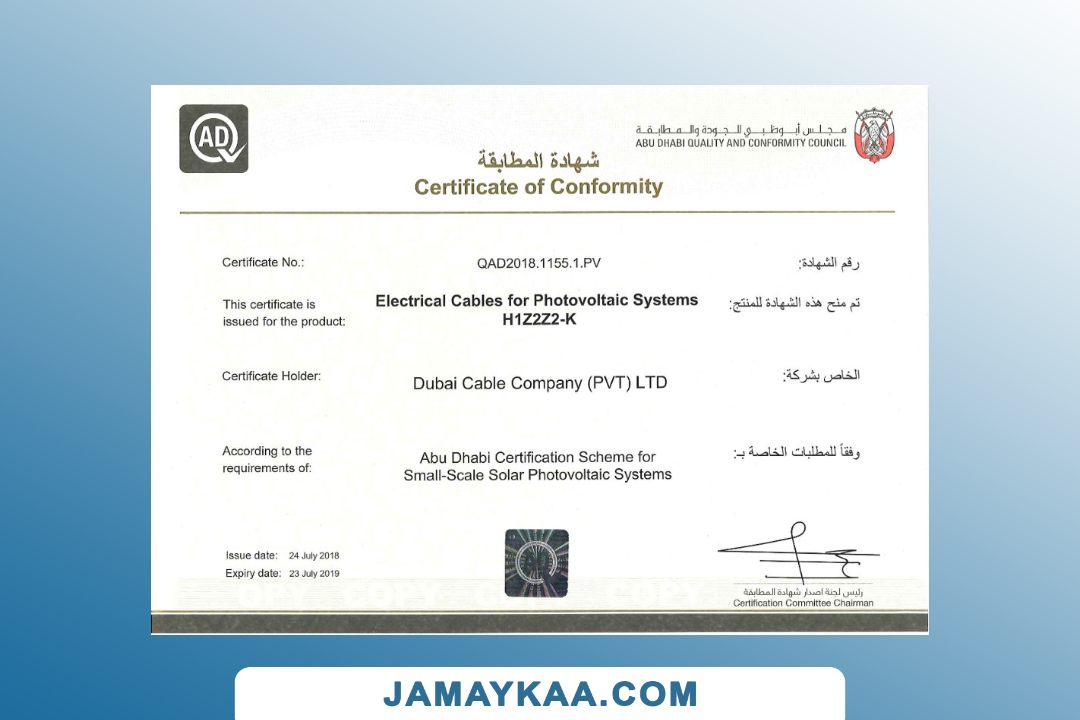 AD
مجلس أبوظبي للجودة والمطابقة
ABU DHABI QUALITY AND CONFORMITY COUNCIL
شهادة المطابقة
Certificate of Conformity
Certificate No.: QAD2018.1155.1.PV رقم الشهادة:
This certificate is
issued for the product:
Electrical Cables for Photovoltaic Systems
H1Z2Z2-K
تم منح هذه الشهادة للمنتج:
Certificate Holder: Dubai Cable Company (PVT) LTD الخاص بشركة:
According to the
requirements of:
Abu Dhabi Certification Scheme for
Small-Scale Solar Photovoltaic Systems
وفقاً للمطلبات الخاصة بـ:
Issue date: 24 July 2018
Expiry date: 23 July 2019
رئيس لجنة اصدار شهادة المطابقة
Certification Committee Chairman
COPY COPY
JAMAYKAA.COM